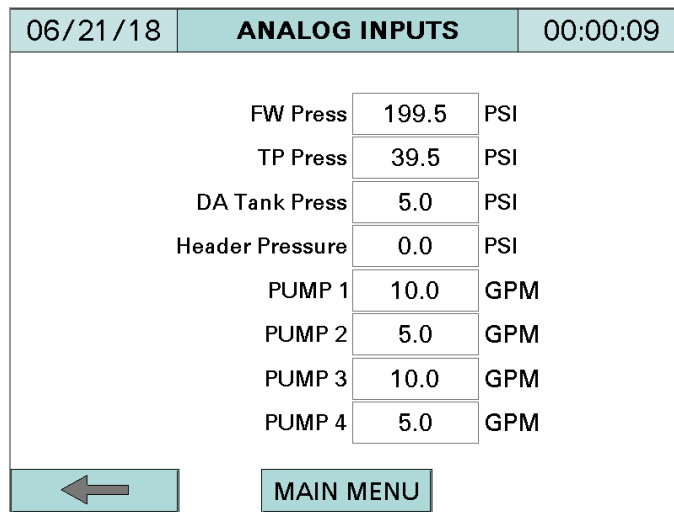 06/21/18 ANALOG INPUTS 00:00:09
FW Press 199.5 PSI
TP Press 39.5 PSI
DA Tank Press 5.0 PSI
Header Pressure 0.0 PSI
PUMP 1 10.0 GPM
PUMP 2 5.0 GPM
PUMP 3 10.0 GPM
PUMP 4 5.0 GPM
MAIN MENU